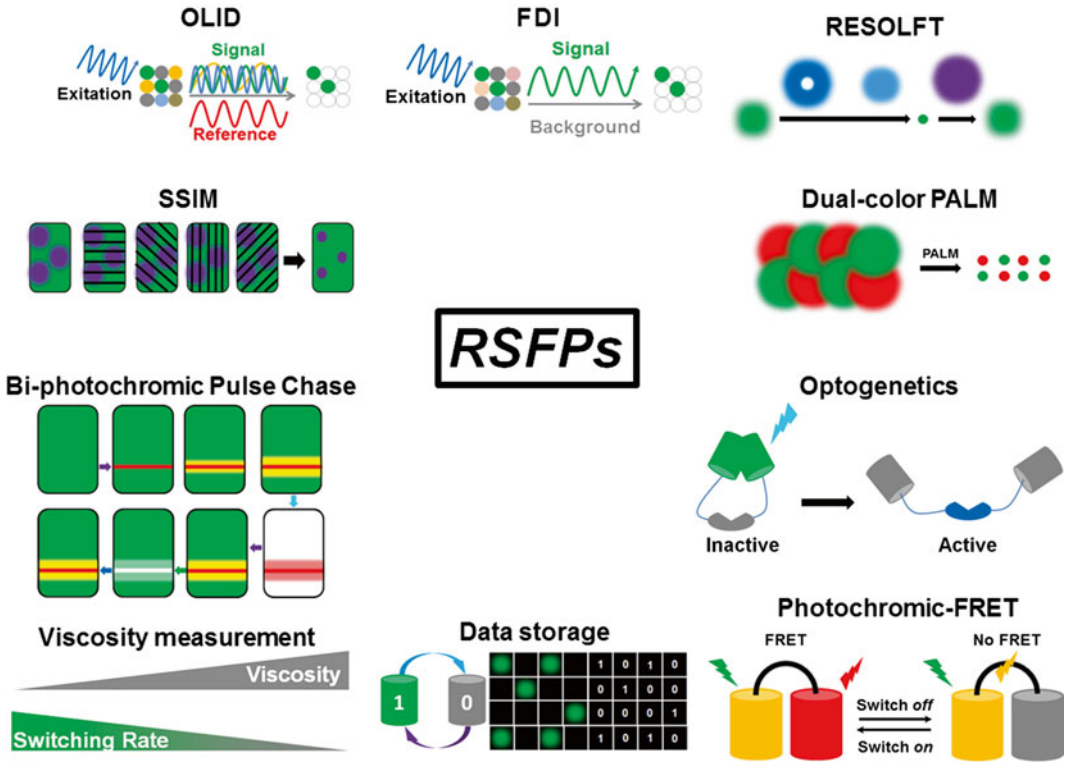 OLID
Signal
Exitation
Reference
FDI
Signal
Exitation
Background
RESOLFT
SSIM
Dual-color PALM
PALM
RSFPs
Bi-photochromic Pulse Chase
Optogenetics
Inactive
Active
Viscosity measurement
Viscosity
Switching Rate
Data storage
1 0
1 0 1 0
0 1 0 0
0 0 0 1
1 0 1 0
Photochromic-FRET
FRET
No FRET
Switch off
Switch on